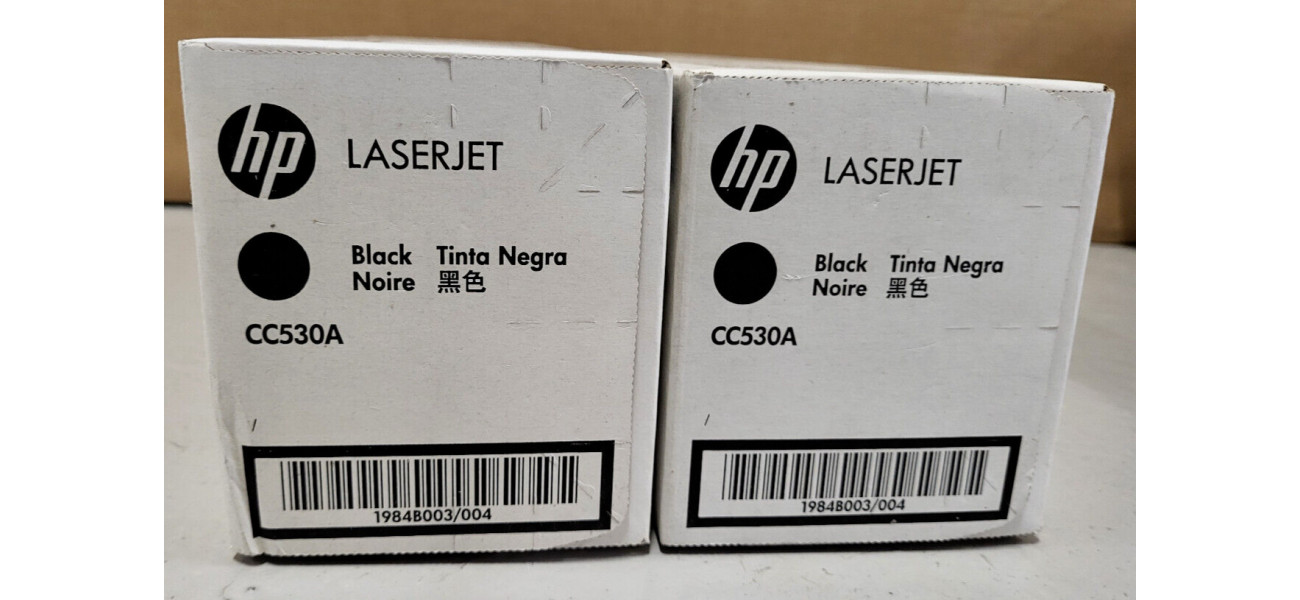 hp LASERJET
Black Tinta Negra
Noire 黑色
CC530A
1984B003/004
hp LASERJET
Black Tinta Negra
Noire 黑色
CC530A
1984B003/004